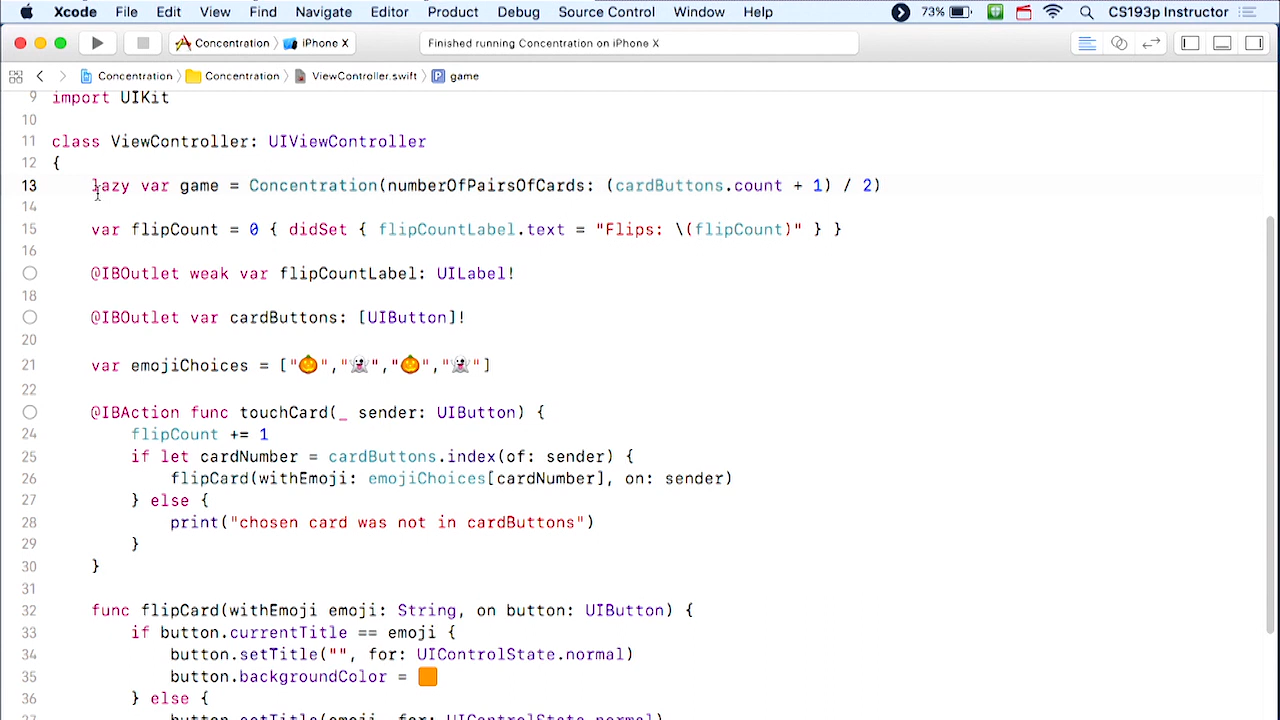 Xcode File Edit View Find Navigate Editor Product Debug Source Control Window Help 73% CS193p Instructor
Concentration iPhone X Finished running Concentration on iPhone X
Concentration Concentration ViewController.swift P game
9 import UIKit
10
11 class ViewController: UIViewController
12 {
13 lazy var game = Concentration(numberOfPairsOfCards: (cardButtons.count + 1) / 2)
14
15 var flipCount = 0 { didSet { flipCountLabel.text = "Flips: \(flipCount)" } }
16
@IBOutlet weak var flipCountLabel: UILabel!
18
@IBOutlet var cardButtons: [UIButton]!
20
21 var emojiChoices = ["🎃","👻","🎃","👻"]
22
@IBAction func touchCard(_ sender: UIButton) {
24 flipCount += 1
25 if let cardNumber = cardButtons.index(of: sender) {
26 flipCard(withEmoji: emojiChoices[cardNumber], on: sender)
27 } else {
28 print("chosen card was not in cardButtons")
29 }
30 }
31
32 func flipCard(withEmoji emoji: String, on button: UIButton) {
33 if button.currentTitle == emoji {
34 button.setTitle("", for: UIControlState.normal)
35 button.backgroundColor =
36 } else {
37 button.setTitle(emoji, for: UIControlState.normal)